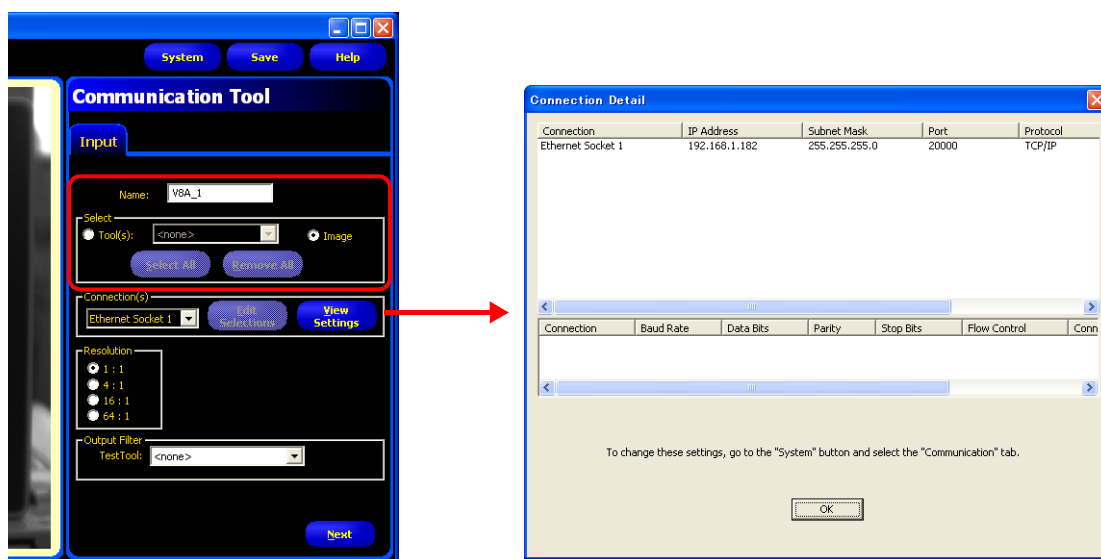 System Save Help
Communication Tool
Input
Name: V8A_1
Select
Tool(s): <none> Image
Select All Remove All
Connection(s)
Ethernet Socket 1 Edit Selections View Settings
Resolution
1 : 1
4 : 1
16 : 1
64 : 1
Output Filter
TestTool: <none>
Next
Connection Detail
Connection IP Address Subnet Mask Port Protocol
Ethernet Socket 1 192.168.1.182 255.255.255.0 20000 TCP/IP
Connection Baud Rate Data Bits Parity Stop Bits Flow Control Conn
To change these settings, go to the "System" button and select the "Communication" tab.
OK